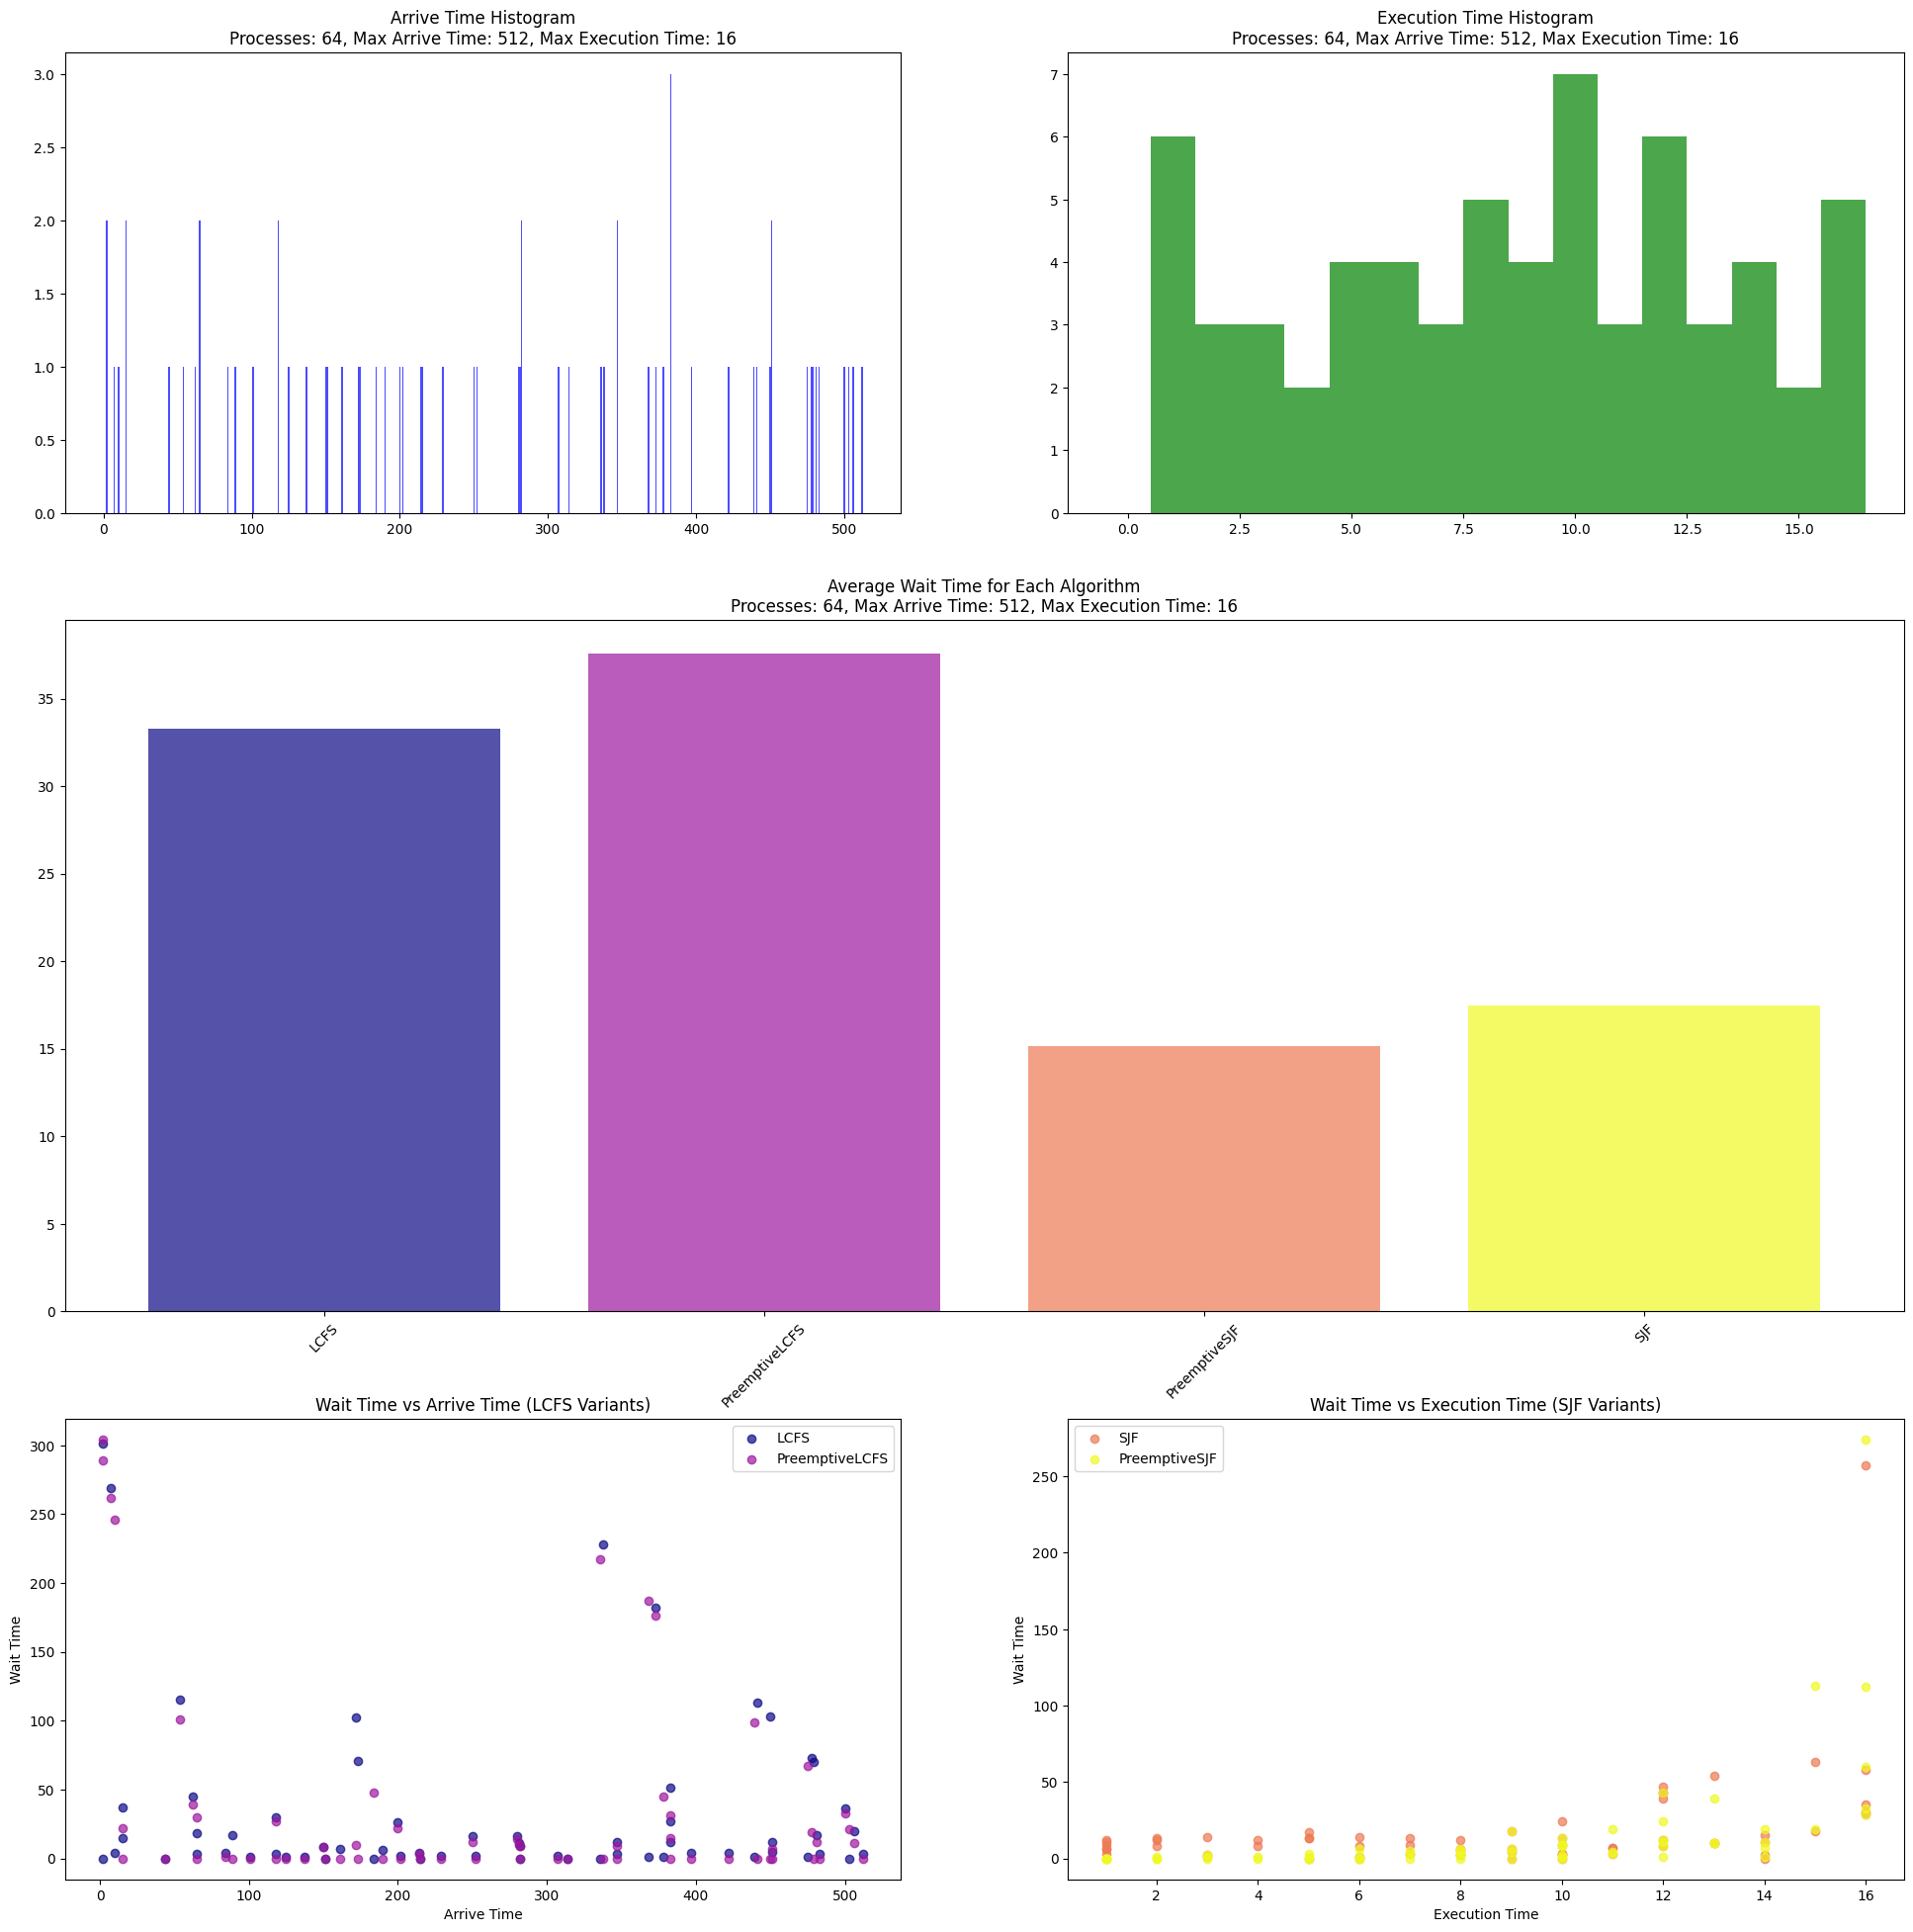 Arrive Time Histogram
Processes: 64, Max Arrive Time: 512, Max Execution Time: 16
3.0
2.5
2.0
1.5
1.0
0.5
0.0
0 100 200 300 400 500
Execution Time Histogram
Processes: 64, Max Arrive Time: 512, Max Execution Time: 16
7
6
5
4
3
2
1
0
0.0 2.5 5.0 7.5 10.0 12.5 15.0
Average Wait Time for Each Algorithm
Processes: 64, Max Arrive Time: 512, Max Execution Time: 16
35
30
25
20
15
10
5
0
LCFS
PreemptiveLCFS
PreemptiveSJF
SJF
Wait Time vs Arrive Time (LCFS Variants)
LCFS
PreemptiveLCFS
Wait Time
300
250
200
150
100
50
0
0 100 200 300 400 500
Arrive Time
Wait Time vs Execution Time (SJF Variants)
SJF
PreemptiveSJF
Wait Time
250
200
150
100
50
0
2 4 6 8 10 12 14 16
Execution Time